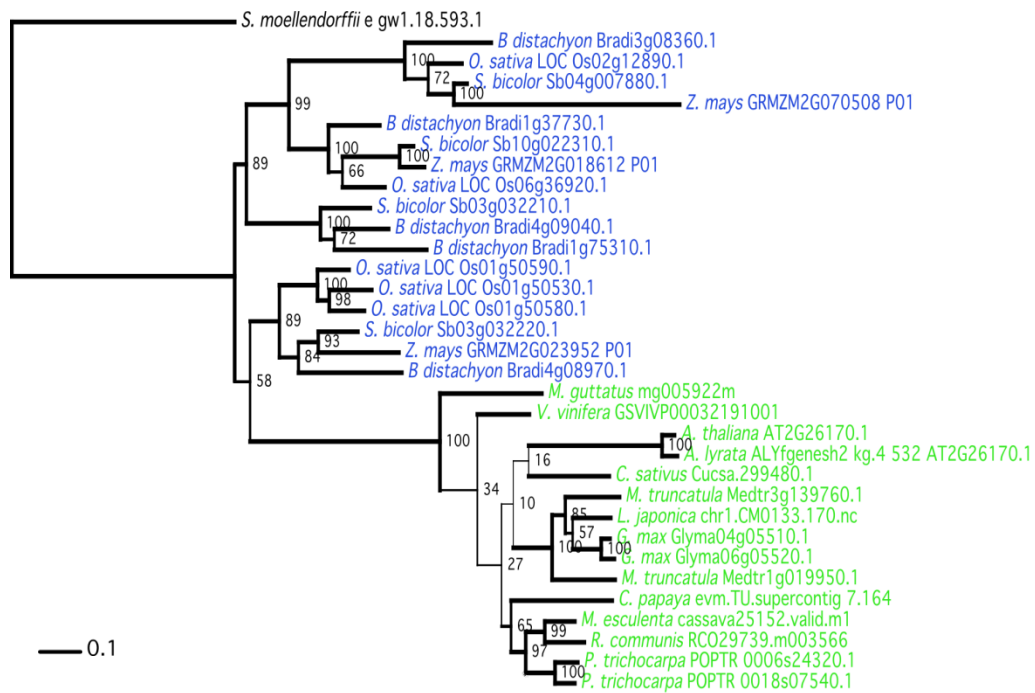 S. moellendorffii e gw1.18.593.1
B distachyon Bradi3g08360.1
100
O. sativa LOC Os02g12890.1
72
S. bicolor Sb04g007880.1
100
Z. mays GRMZM2G070508 P01
99
B distachyon Bradi1g37730.1
100
S. bicolor Sb10g022310.1
100
Z. mays GRMZM2G018612 P01
89
66
O. sativa LOC Os06g36920.1
S. bicolor Sb03g032210.1
100
B distachyon Bradi4g09040.1
72
B distachyon Bradi1g75310.1
O. sativa LOC Os01g50590.1
100
O. sativa LOC Os01g50530.1
98
O. sativa LOC Os01g50580.1
89
S. bicolor Sb03g032220.1
93
Z. mays GRMZM2G023952 P01
84
B distachyon Bradi4g08970.1
58
M. guttatus mg005922m
V. vinifera GSVIVP00032191001
100
A. thaliana AT2G26170.1
100
A. lyrata ALYfgenesh2 kg.4 532 AT2G26170.1
16
C. sativus Cucsa.299480.1
34
M. truncatula Medtr3g139760.1
10
85
L. japonica chr1.CM0133.170.nc
57
G. max Glyma04g05510.1
100
100
G. max Glyma06g05520.1
27
M. truncatula Medtr1g019950.1
C. papaya evm.TU.supercontig 7.164
65
M. esculenta cassava25152.valid.m1
99
R. communis RCO29739.m003566
97
P. trichocarpa POPTR 0006s24320.1
100
P. trichocarpa POPTR 0018s07540.1
0.1